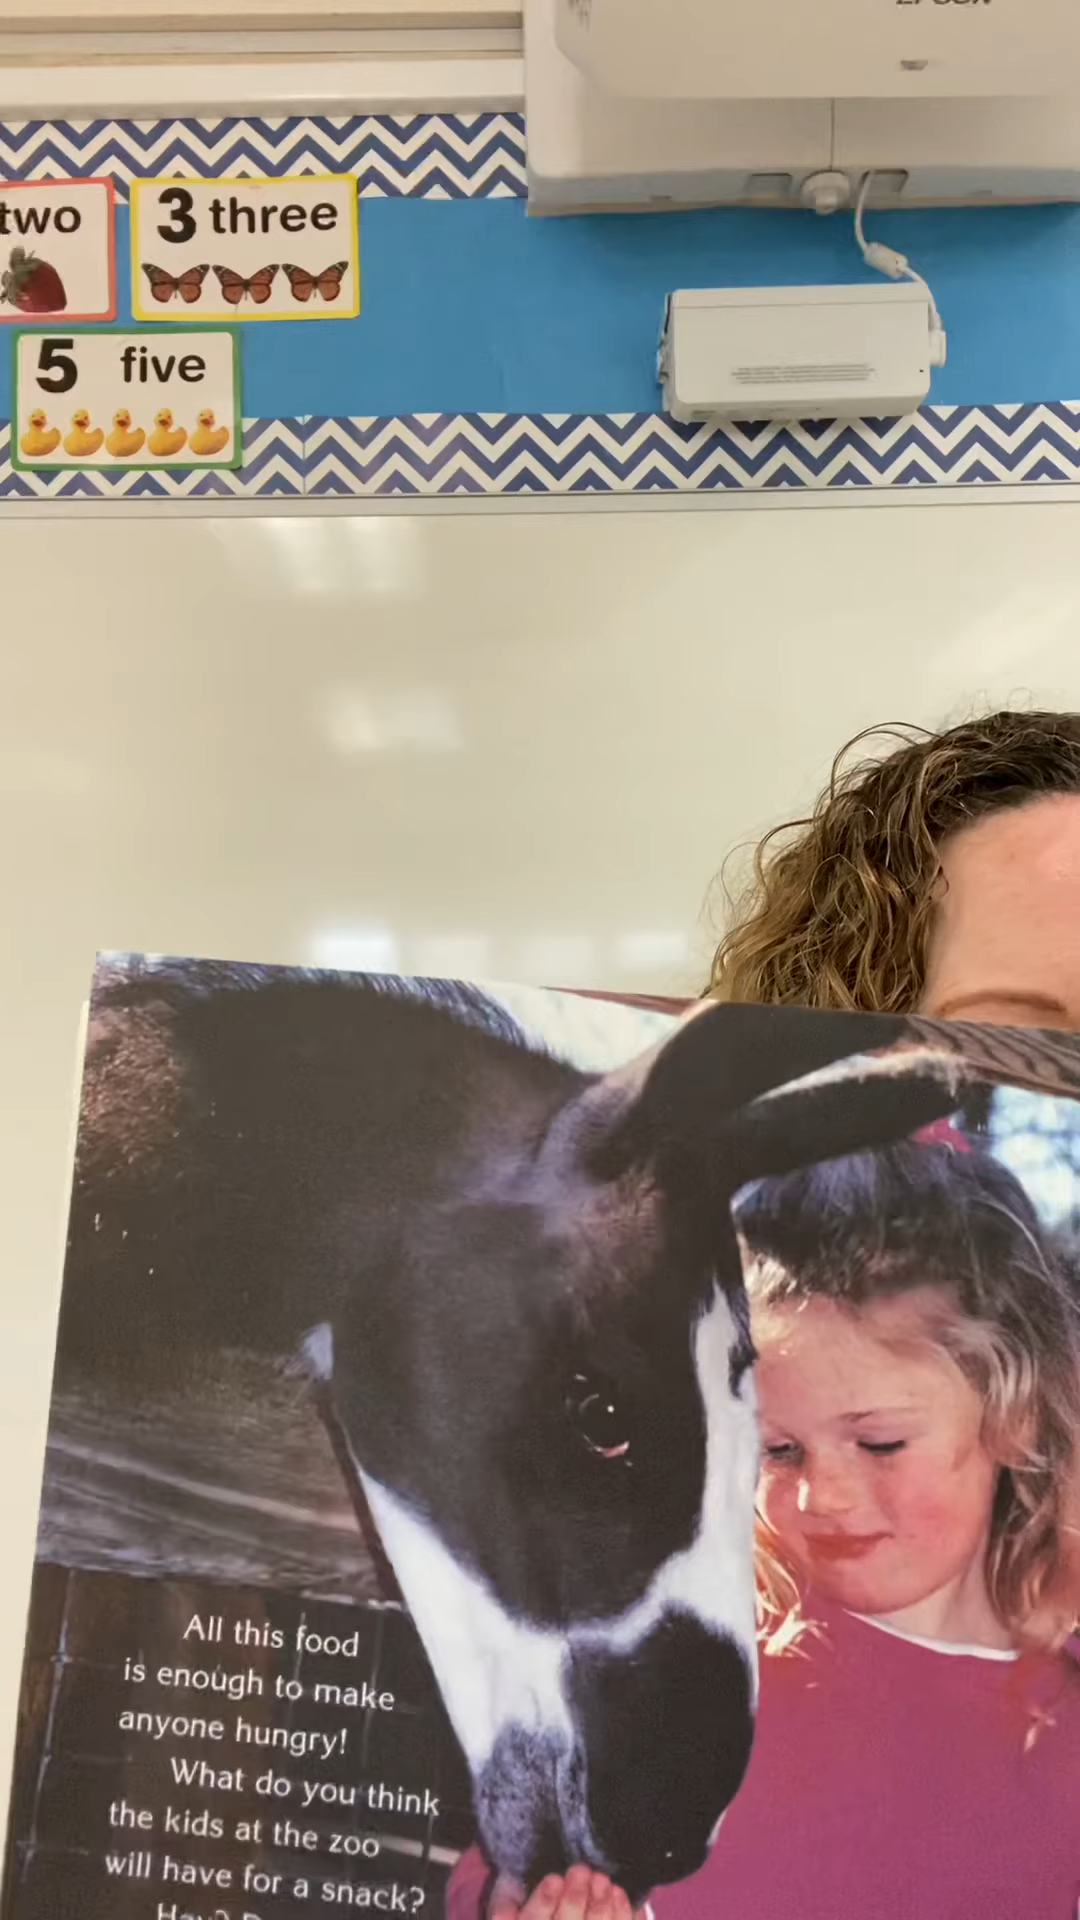 two
3 three
5 five
All this food
is enough to make
anyone hungry!
What do you think
the kids at the zoo
will have for a snack?
Hay?